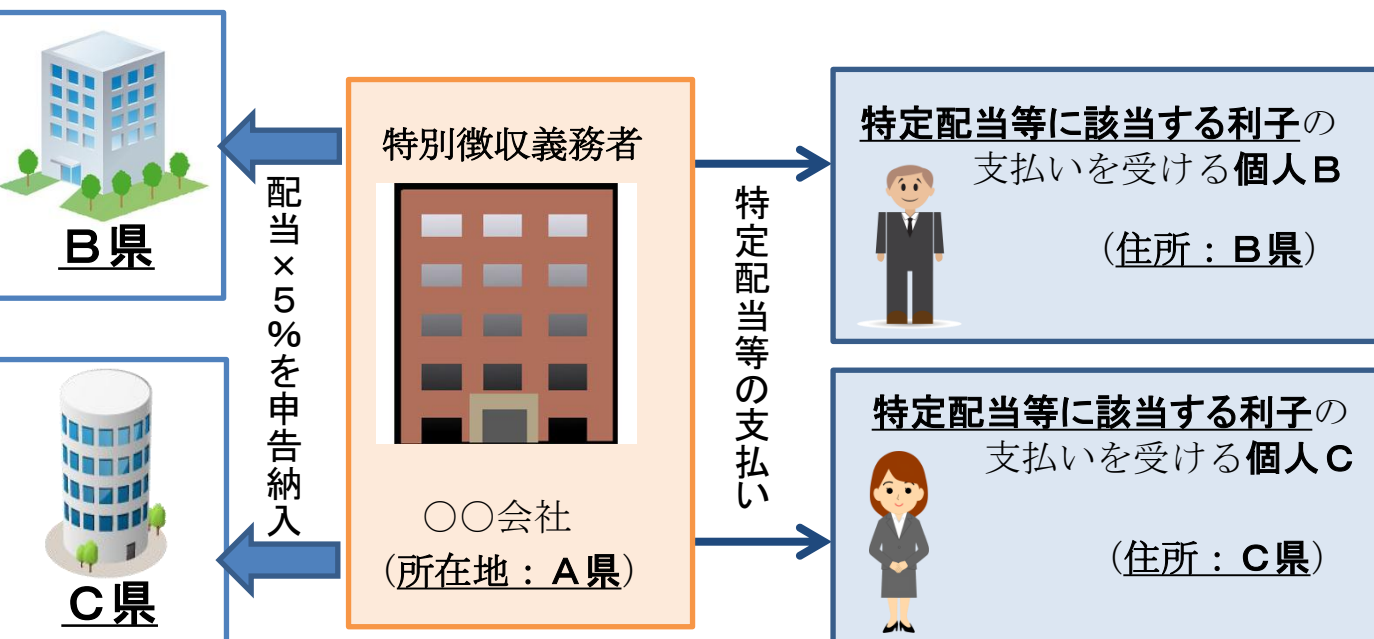 B県
C県
配当×5%を申告納入
特別徴収義務者
○○会社
(所在地:A県)
特定配当等の支払い
特定配当等に該当する利子の
支払いを受ける個人B
(住所:B県)
特定配当等に該当する利子の
支払いを受ける個人C
(住所:C県)